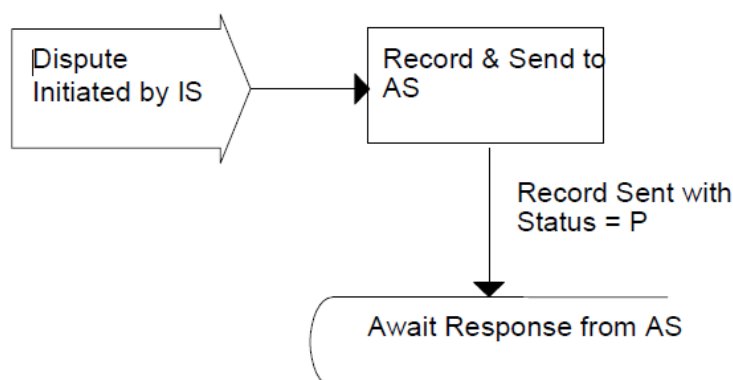 Dispute
Initiated by IS
Record & Send to
AS
Record Sent with
Status = P
Await Response from AS